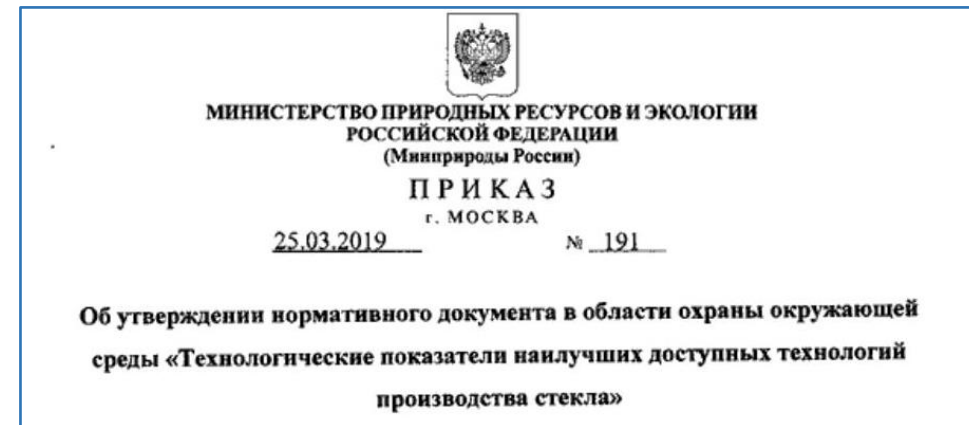 МИНИСТЕРСТВО ПРИРОДНЫХ РЕСУРСОВ И ЭКОЛОГИИ
РОССИЙСКОЙ ФЕДЕРАЦИИ
(Минприроды России)
ПРИКАЗ
г. МОСКВА
25.03.2019 № 191
Об утверждении нормативного документа в области охраны окружающей
среды «Технологические показатели наилучших доступных технологий
производства стекла»